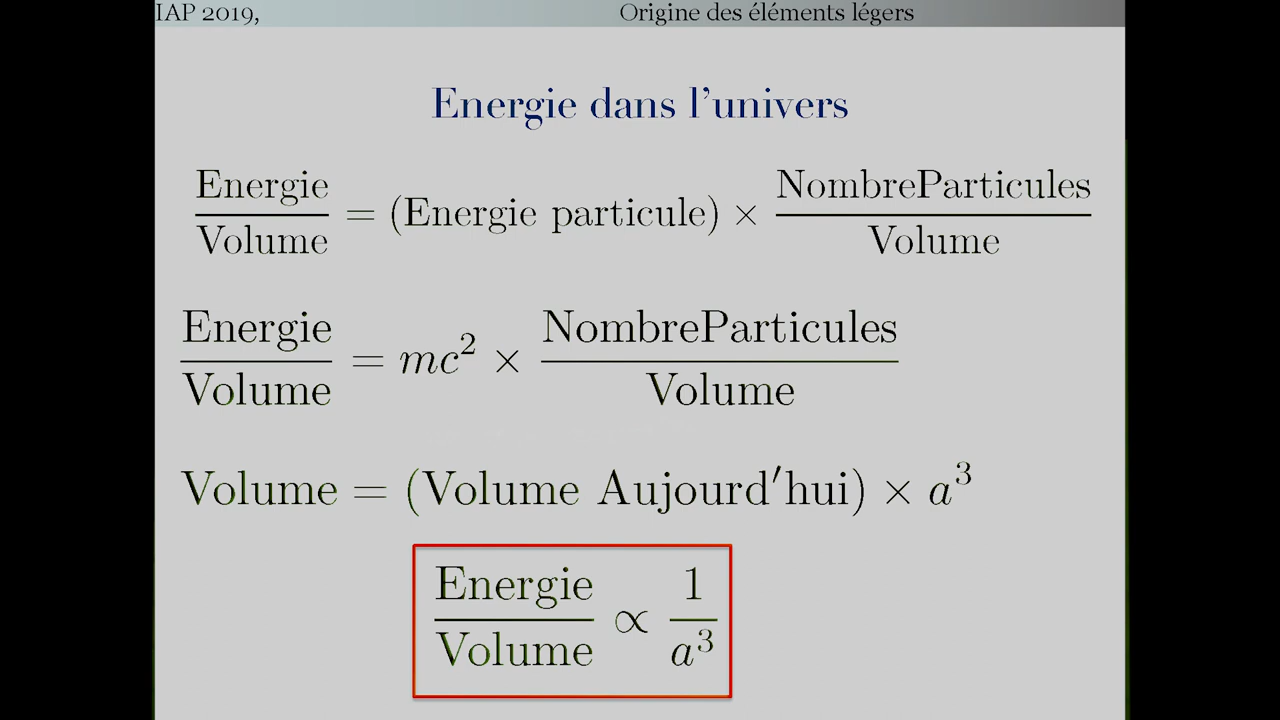 IAP 2019, Origine des éléments légers
Energie dans l'univers
Energie/Volume = (Energie particule) × NombreParticules/Volume
Energie/Volume = mc² × NombreParticules/Volume
Volume = (Volume Aujourd'hui) × a³
Energie/Volume ∝ 1/a³